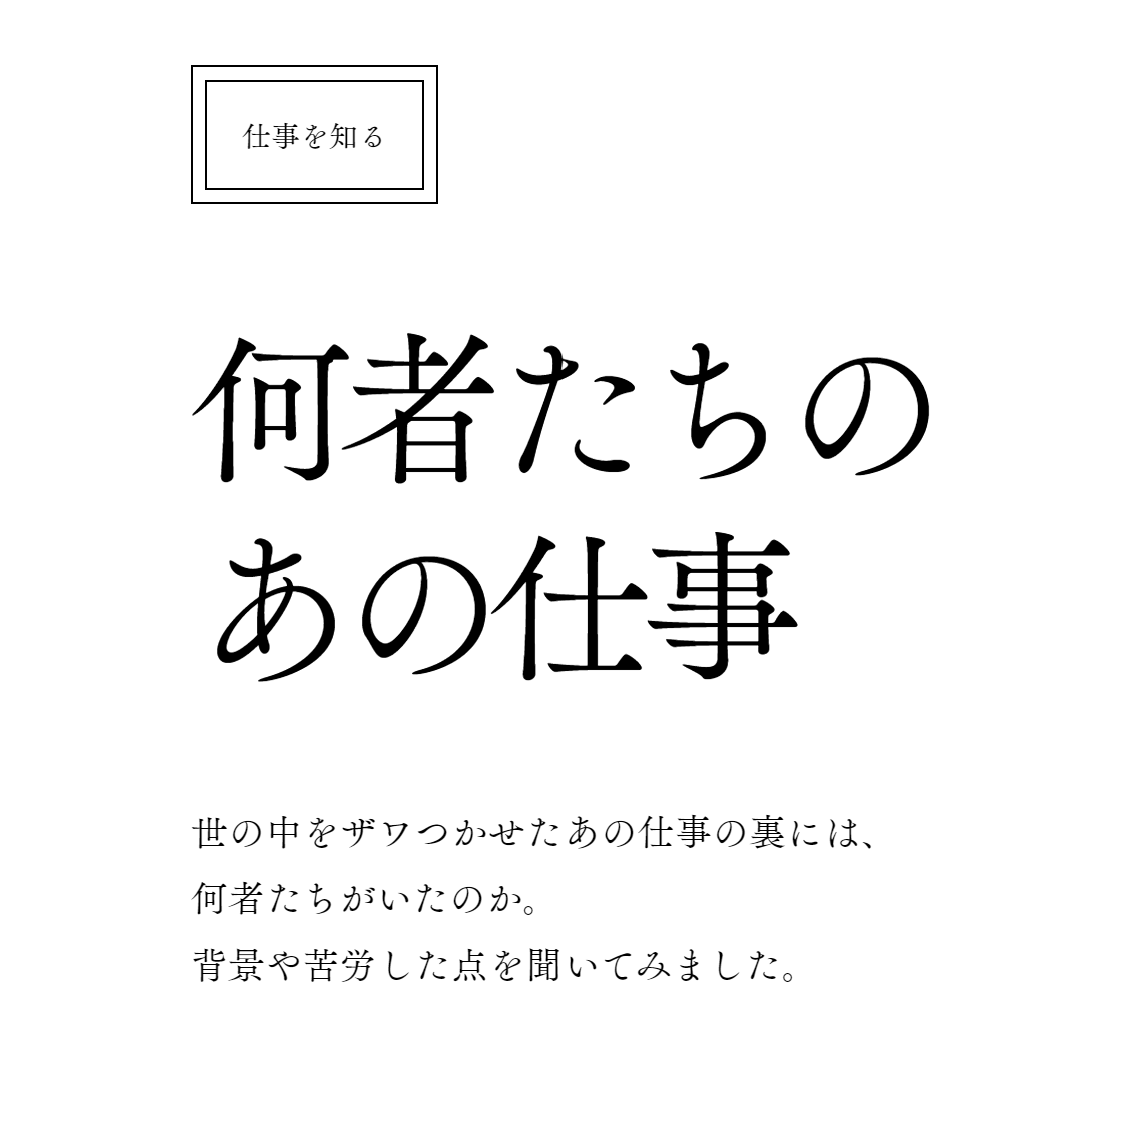 仕事を知る
何者たちの
あの仕事
世の中をザワつかせたあの仕事の裏には、
何者たちがいたのか。
背景や苦労した点を聞いてみました。